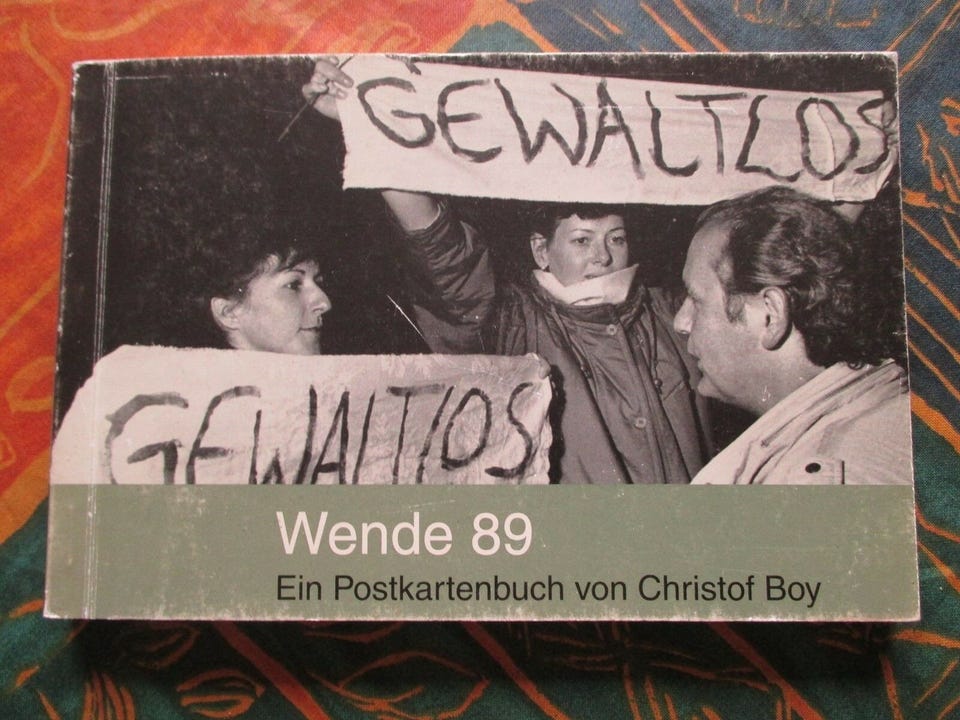 GEWALTLOS
GEWALTLOS
Wende 89
Ein Postkartenbuch von Christof Boy